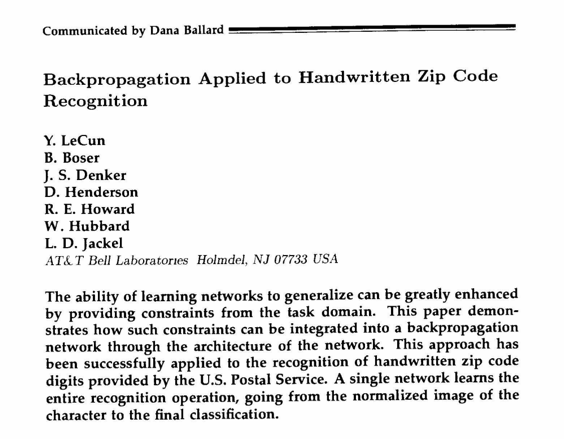 Communicated by Dana Ballard
Backpropagation Applied to Handwritten Zip Code
Recognition
Y. LeCun
B. Boser
J. S. Denker
D. Henderson
R. E. Howard
W. Hubbard
L. D. Jackel
AT&T Bell Laboratories Holmdel, NJ 07733 USA
The ability of learning networks to generalize can be greatly enhanced
by providing constraints from the task domain. This paper demon-
strates how such constraints can be integrated into a backpropagation
network through the architecture of the network. This approach has
been successfully applied to the recognition of handwritten zip code
digits provided by the U.S. Postal Service. A single network learns the
entire recognition operation, going from the normalized image of the
character to the final classification.